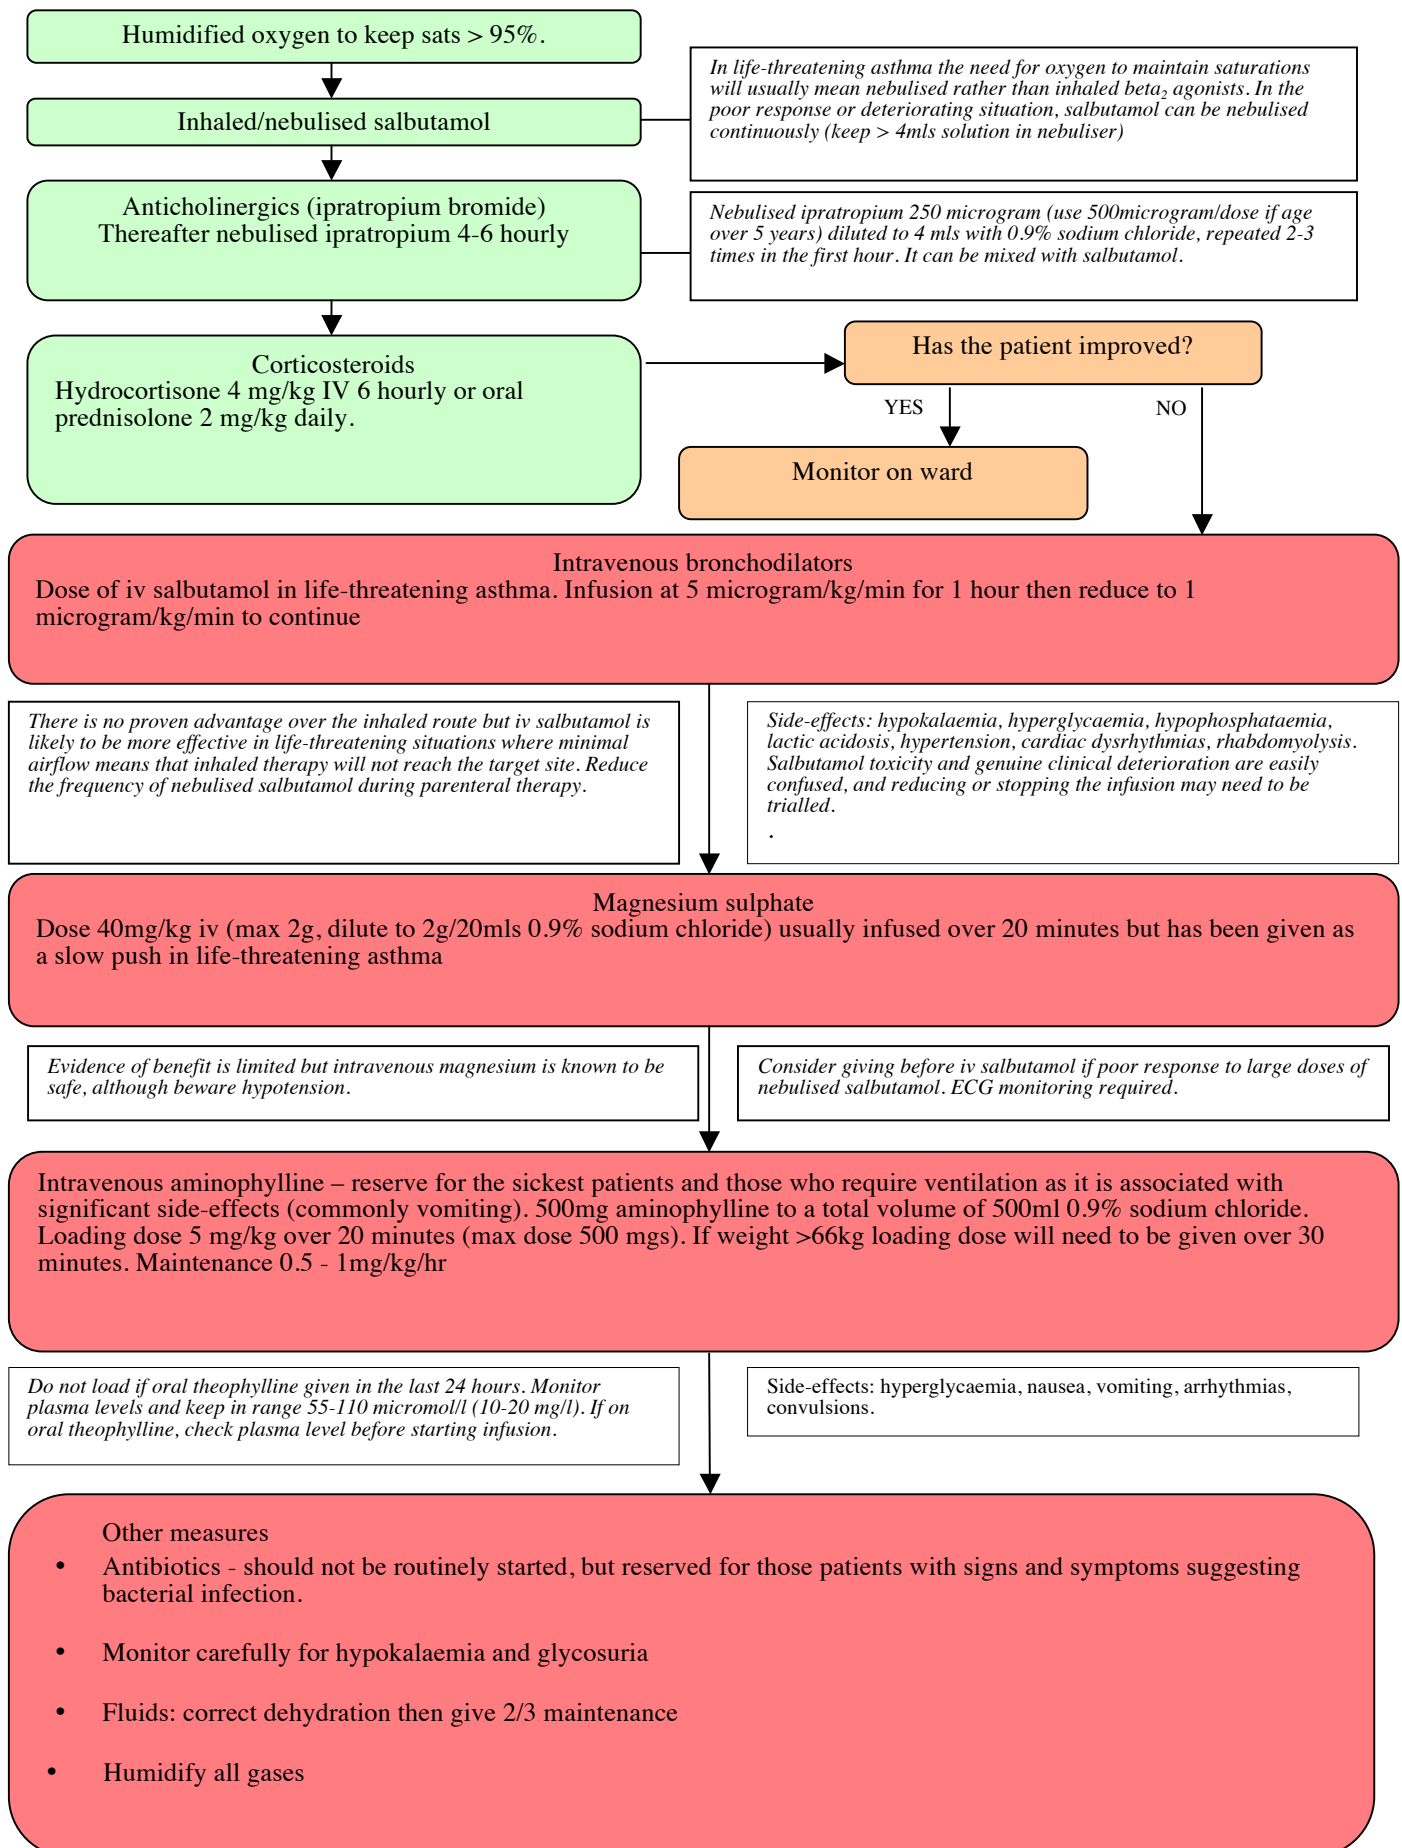 Humidified oxygen to keep sats > 95%.
In life-threatening asthma the need for oxygen to maintain saturations
will usually mean nebulised rather than inhaled beta₂ agonists. In the
poor response or deteriorating situation, salbutamol can be nebulised
continuously (keep > 4mls solution in nebuliser)
Inhaled/nebulised salbutamol
Anticholinergics (ipratropium bromide)
Thereafter nebulised ipratropium 4-6 hourly
Nebulised ipratropium 250 microgram (use 500microgram/dose if age
over 5 years) diluted to 4 mls with 0.9% sodium chloride, repeated 2-3
times in the first hour. It can be mixed with salbutamol.
Corticosteroids
Hydrocortisone 4 mg/kg IV 6 hourly or oral
prednisolone 2 mg/kg daily.
Has the patient improved?
YES
NO
Monitor on ward
Intravenous bronchodilators
Dose of iv salbutamol in life-threatening asthma. Infusion at 5 microgram/kg/min for 1 hour then reduce to 1
microgram/kg/min to continue
There is no proven advantage over the inhaled route but iv salbutamol is
likely to be more effective in life-threatening situations where minimal
airflow means that inhaled therapy will not reach the target site. Reduce
the frequency of nebulised salbutamol during parenteral therapy.
Side-effects: hypokalaemia, hyperglycaemia, hypophosphataemia,
lactic acidosis, hypertension, cardiac dysrhythmias, rhabdomyolysis.
Salbutamol toxicity and genuine clinical deterioration are easily
confused, and reducing or stopping the infusion may need to be
trialled.
.
Magnesium sulphate
Dose 40mg/kg iv (max 2g, dilute to 2g/20mls 0.9% sodium chloride) usually infused over 20 minutes but has been given as
a slow push in life-threatening asthma
Evidence of benefit is limited but intravenous magnesium is known to be
safe, although beware hypotension.
Consider giving before iv salbutamol if poor response to large doses of
nebulised salbutamol. ECG monitoring required.
Intravenous aminophylline – reserve for the sickest patients and those who require ventilation as it is associated with
significant side-effects (commonly vomiting). 500mg aminophylline to a total volume of 500ml 0.9% sodium chloride.
Loading dose 5 mg/kg over 20 minutes (max dose 500 mgs). If weight >66kg loading dose will need to be given over 30
minutes. Maintenance 0.5 - 1mg/kg/hr
Do not load if oral theophylline given in the last 24 hours. Monitor
plasma levels and keep in range 55-110 micromol/l (10-20 mg/l). If on
oral theophylline, check plasma level before starting infusion.
Side-effects: hyperglycaemia, nausea, vomiting, arrhythmias,
convulsions.
Other measures
• Antibiotics - should not be routinely started, but reserved for those patients with signs and symptoms suggesting
bacterial infection.
• Monitor carefully for hypokalaemia and glycosuria
• Fluids: correct dehydration then give 2/3 maintenance
• Humidify all gases